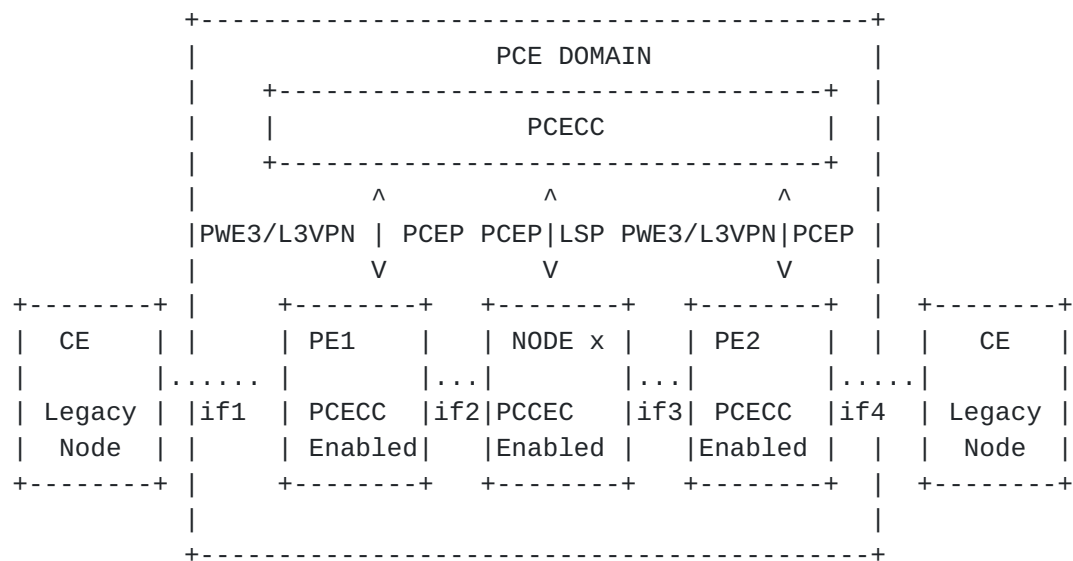 PCE DOMAIN
PCECC
PWE3/L3VPN | PCEP PCEP|LSP PWE3/L3VPN|PCEP
CE PE1 NODE x PE2 CE
...... ... ... .....
Legacy if1 PCECC if2 PCCEC if3 PCECC if4 Legacy
Node Enabled Enabled Enabled Node